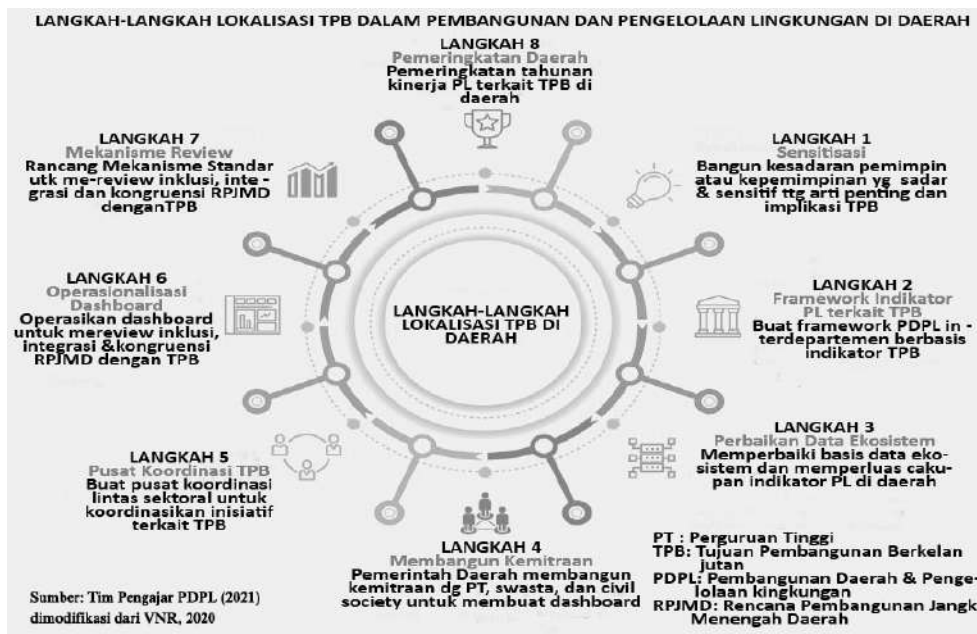 LANGKAH-LANGKAH LOKALISASI TPB DALAM PEMBANGUNAN DAN PENGELOLAAN LINGKUNGAN DI DAERAH
LANGKAH 8
Pemeringkatan Daerah
Pemeringkatan tahunan
kinerja PL terkait TPB di
daerah
LANGKAH 1
Sensitisasi
Bangun kesadaran pemimpin
atau kepemimpinan yg sadar
& sensitif ttg arti penting dan
implikasi TPB
LANGKAH 2
Framework Indikator
PL terkait TPB
Buat framework PDPL in -
terdepartemen berbasis
indikator TPB
LANGKAH 3
Perbaikan Data Ekosistem
Memperbaiki basis data eko-
sistem dan memperluas caku-
pan indikator PL di daerah
LANGKAH 4
Membangun Kemitraan
Pemerintah Daerah membangun
kemitraan dg PT, swasta, dan civil
society untuk membuat dashboard
LANGKAH 5
Pusat Koordinasi TPB
Buat pusat koordinasi
lintas sektoral untuk
koordinasikan inisiatif
terkait TPB
LANGKAH 6
Operasionalisasi
Dashboard
Operasikan dashboard
untuk mereview inklusi,
integrasi &kongruensi
RPJMD dengan TPB
LANGKAH 7
Mekanisme Review
Rancang Mekanisme Standar
utk me-review inklusi, inte -
grasi dan kongruensi RPJMD
denganTPB
LANGKAH-LANGKAH
LOKALISASI TPB DI
DAERAH
PT : Perguruan Tinggi
TPB: Tujuan Pembangunan Berkelan
jutan
PDPL: Pembangunan Daerah & Penge-
lolaan kingkungan
RPJMD: Rencana Pembangunan Jangk
Menengah Daerah
Sumber: Tim Pengajar PDPL (2021)
dimodifikasi dari VNR, 2020